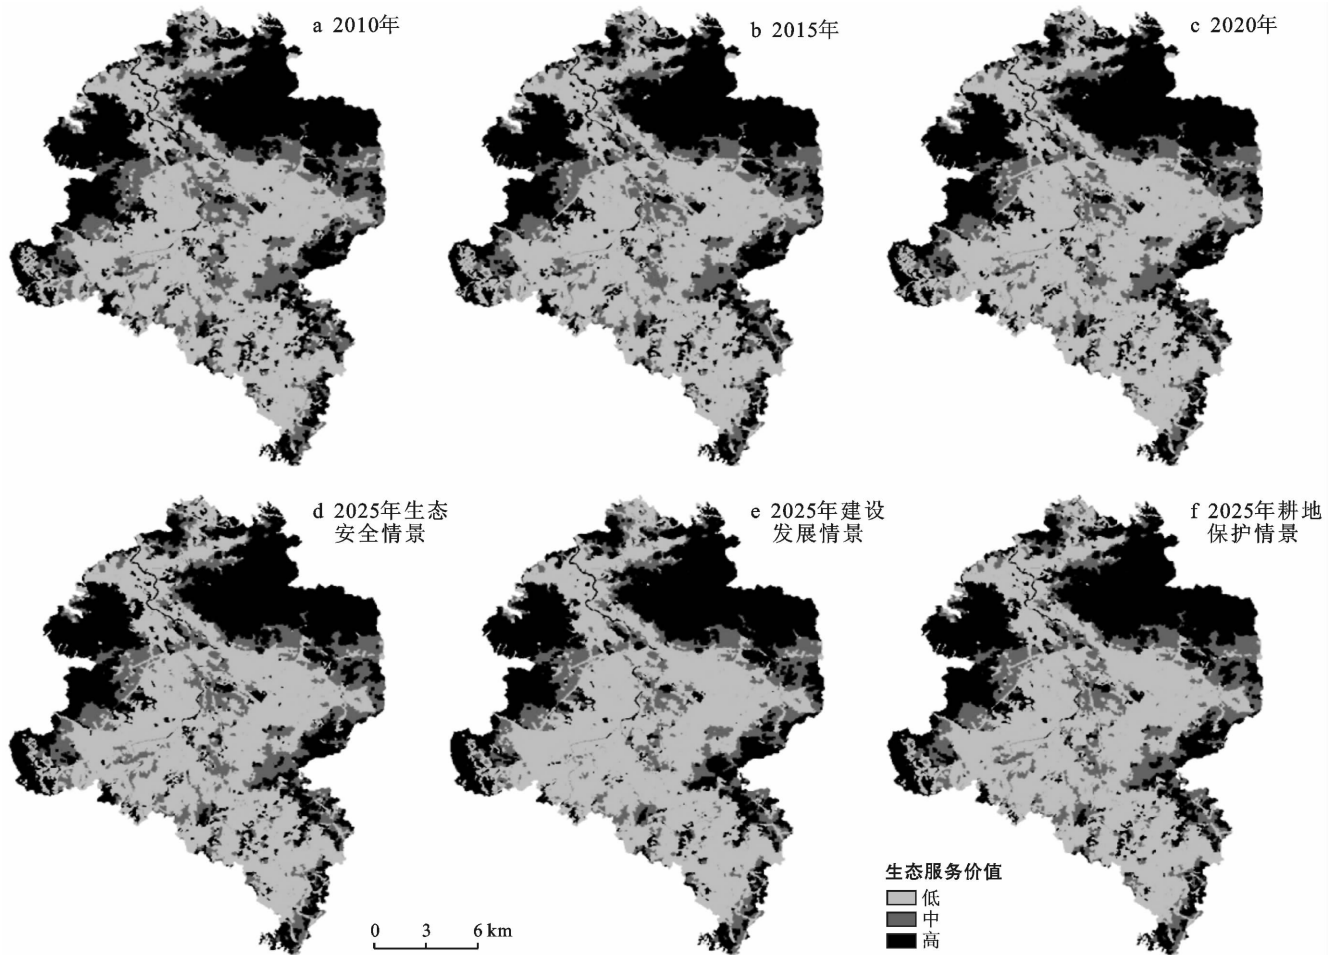 a 2010年
b 2015年
c 2020年
d 2025年生态
安全情景
e 2025年建设
发展情景
f 2025年耕地
保护情景
生态服务价值
低
中
高
0 3 6 km